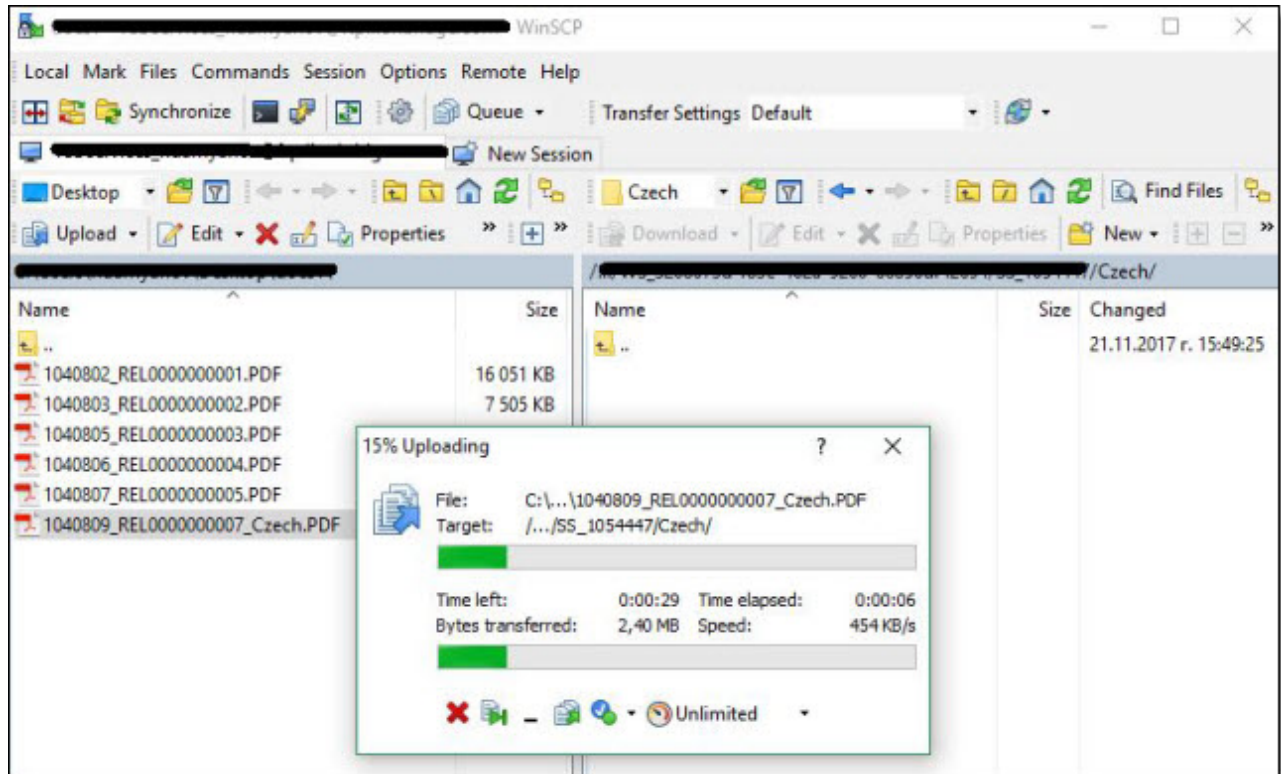 WinSCP
Local Mark Files Commands Session Options Remote Help
Synchronize Queue Transfer Settings Default
New Session
Desktop Czech Find Files
Upload Edit Properties » Download Edit Properties New »
/Czech/
Name Size Name Size Changed
.. .. 21.11.2017 г. 15:49:25
1040802_REL0000000001.PDF 16 051 KB
1040803_REL0000000002.PDF 7 505 KB
1040805_REL0000000003.PDF
1040806_REL0000000004.PDF
1040807_REL0000000005.PDF
1040809_REL0000000007_Czech.PDF
15% Uploading ?
File: C:\...\1040809_REL0000000007_Czech.PDF
Target: /.../SS_1054447/Czech/
Time left: 0:00:29 Time elapsed: 0:00:06
Bytes transferred: 2,40 MB Speed: 454 KB/s
Unlimited